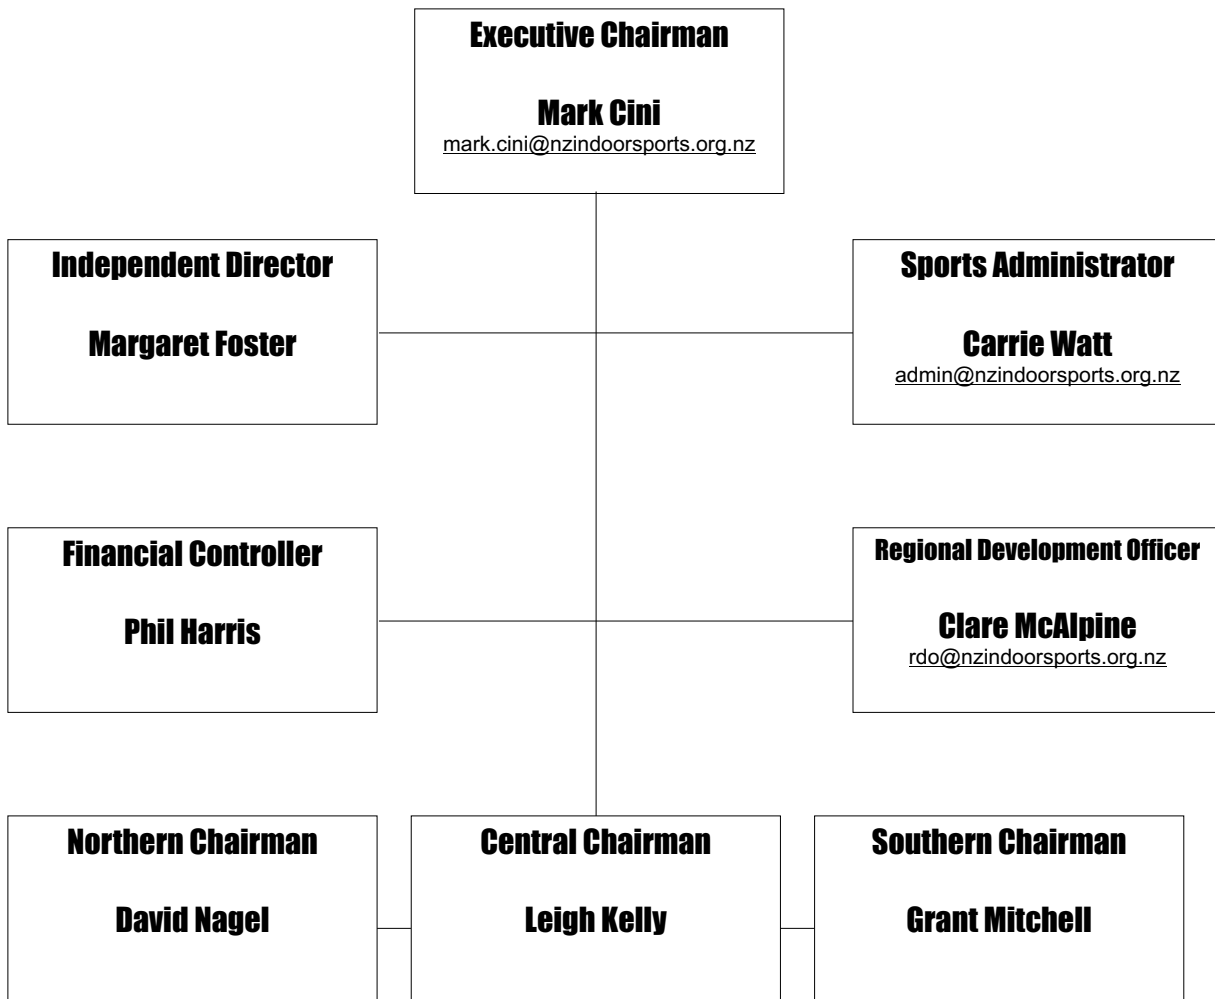 Executive Chairman
Mark Cini
mark.cini@nzindoorsports.org.nz
Independent Director
Margaret Foster
Sports Administrator
Carrie Watt
admin@nzindoorsports.org.nz
Financial Controller
Phil Harris
Regional Development Officer
Clare McAlpine
rdo@nzindoorsports.org.nz
Northern Chairman
David Nagel
Central Chairman
Leigh Kelly
Southern Chairman
Grant Mitchell